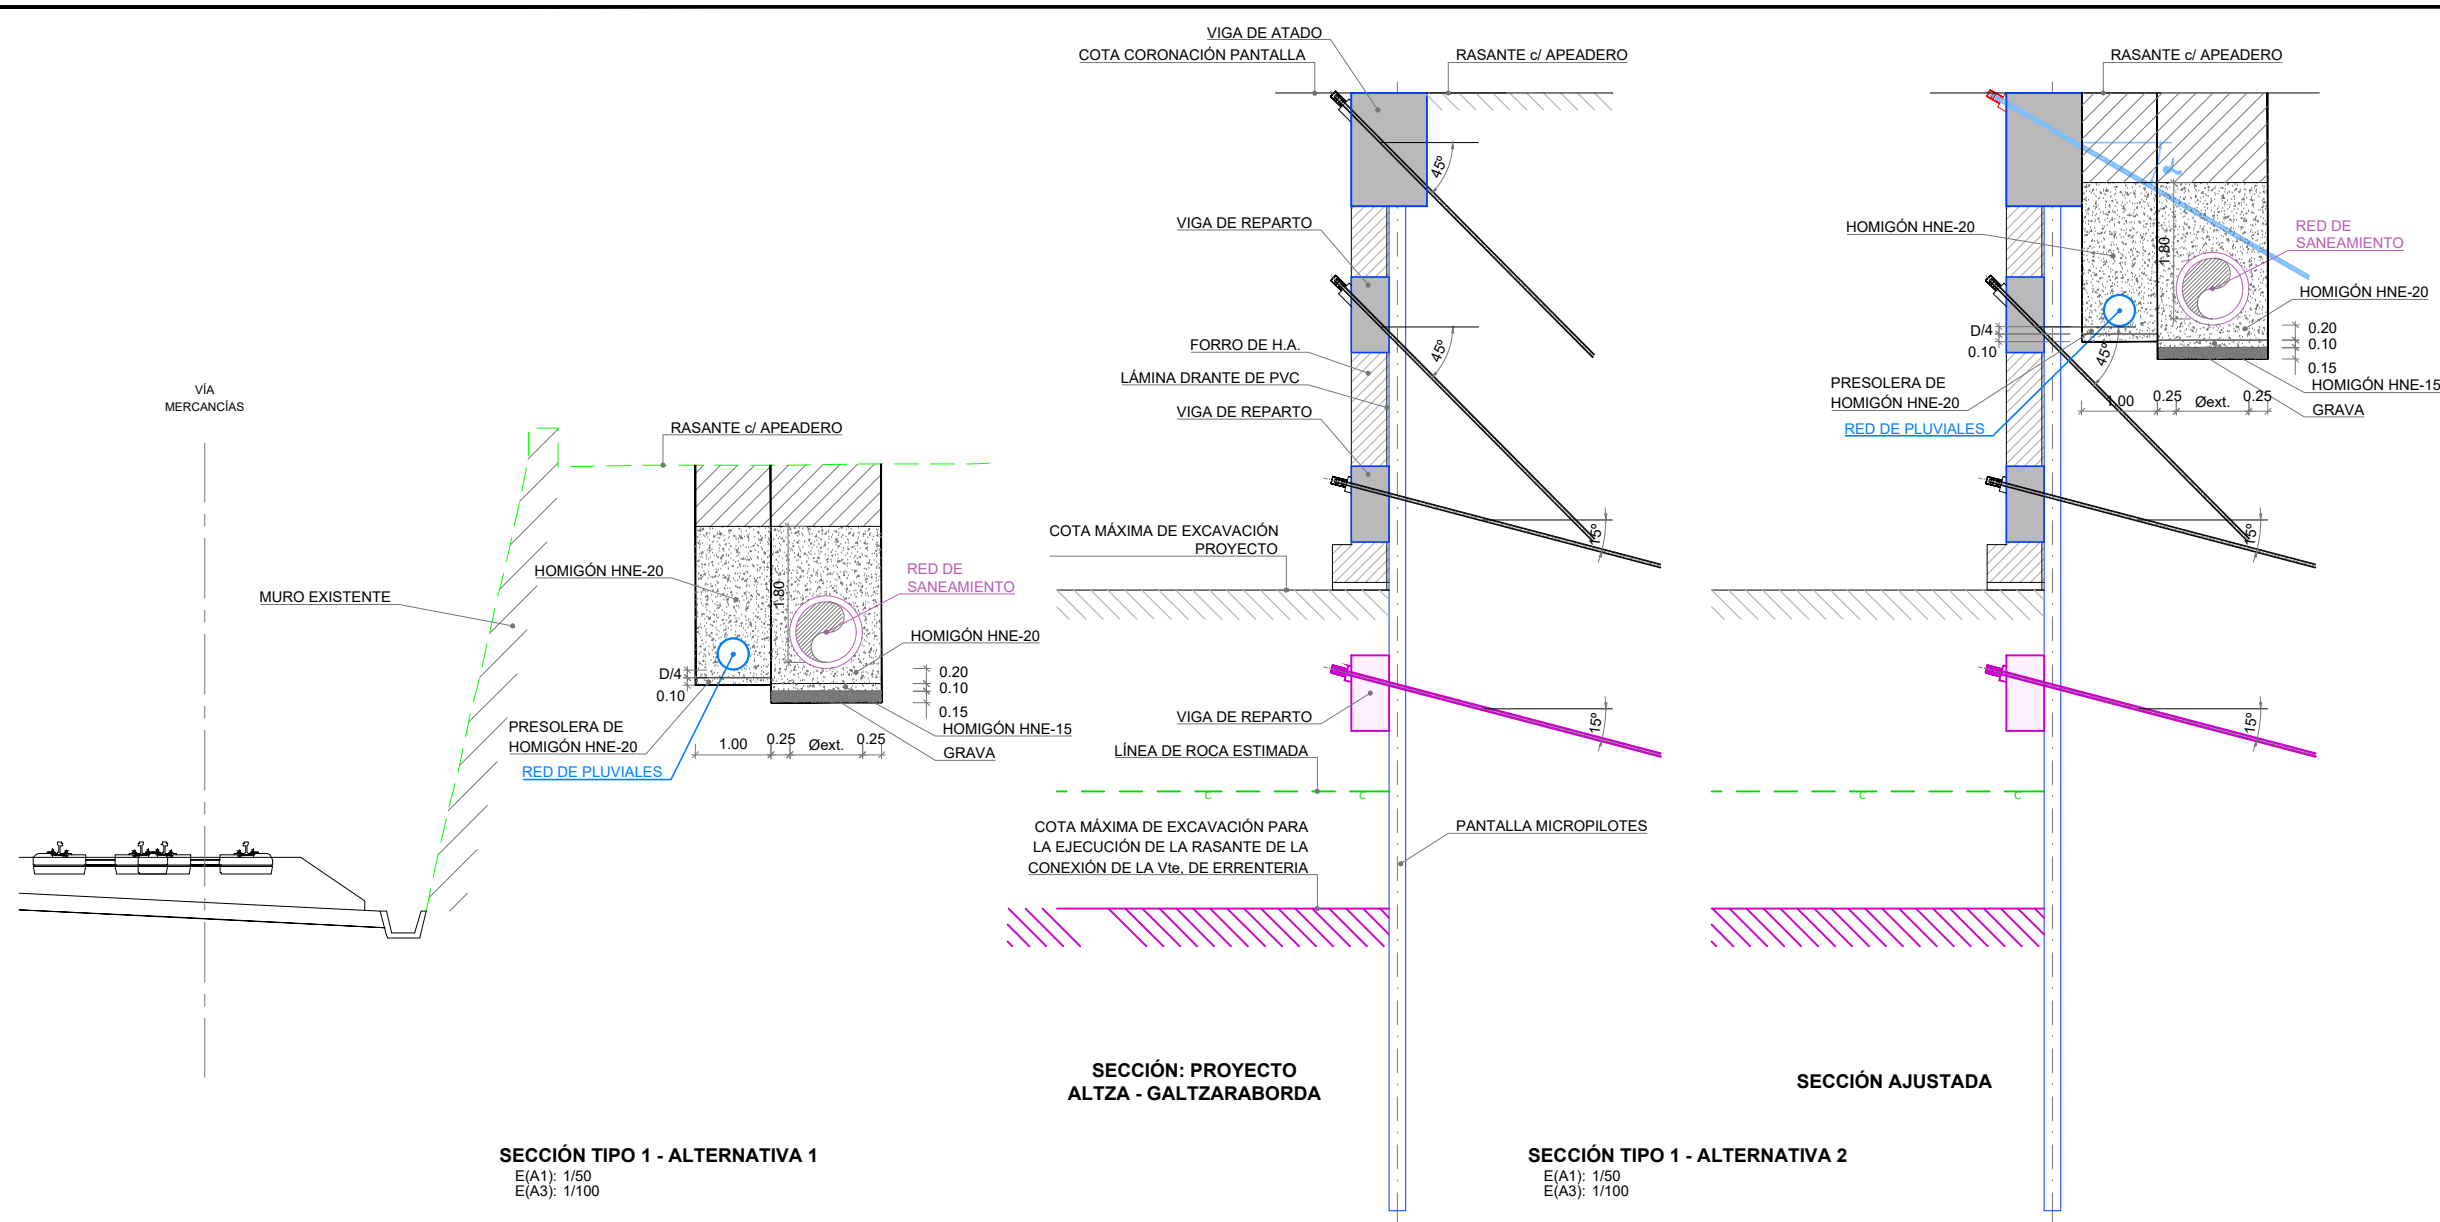 VÍA
MERCANCÍAS
RASANTE c/ APEADERO
HOMIGÓN HNE-20
MURO EXISTENTE
1.80
RED DE
SANEAMIENTO
HOMIGÓN HNE-20
D/4
0.10
0.20
0.10
0.15
PRESOLERA DE
HOMIGÓN HNE-20
RED DE PLUVIALES
1.00
0.25
Øext.
0.25
HOMIGÓN HNE-15
GRAVA
SECCIÓN TIPO 1 - ALTERNATIVA 1
E(A1): 1/50
E(A3): 1/100
VIGA DE ATADO
COTA CORONACIÓN PANTALLA
RASANTE c/ APEADERO
45º
VIGA DE REPARTO
FORRO DE H.A.
45º
LÁMINA DRANTE DE PVC
VIGA DE REPARTO
COTA MÁXIMA DE EXCAVACIÓN
PROYECTO
15º
VIGA DE REPARTO
15º
LÍNEA DE ROCA ESTIMADA
COTA MÁXIMA DE EXCAVACIÓN PARA
LA EJECUCIÓN DE LA RASANTE DE LA
CONEXIÓN DE LA Vte, DE ERRENTERIA
PANTALLA MICROPILOTES
SECCIÓN: PROYECTO
ALTZA - GALTZARABORDA
RASANTE c/ APEADERO
HOMIGÓN HNE-20
1.80
RED DE
SANEAMIENTO
HOMIGÓN HNE-20
D/4
0.10
45º
0.20
0.10
0.15
PRESOLERA DE
HOMIGÓN HNE-20
RED DE PLUVIALES
1.00
0.25
Øext.
0.25
HOMIGÓN HNE-15
GRAVA
15º
15º
SECCIÓN AJUSTADA
SECCIÓN TIPO 1 - ALTERNATIVA 2
E(A1): 1/50
E(A3): 1/100